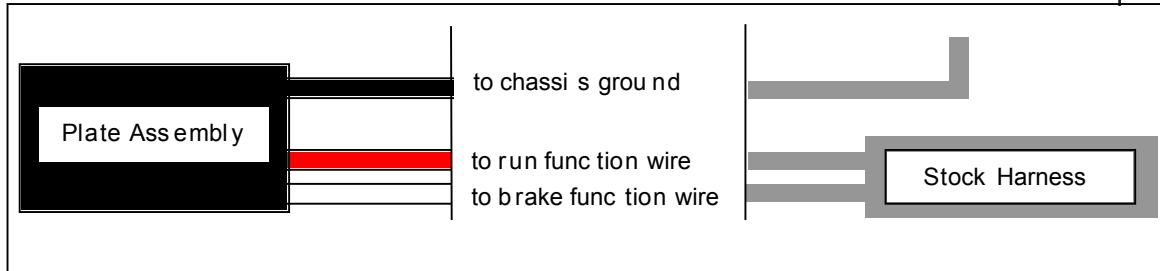 to chassis ground
Plate Assembly
to run function wire
to brake function wire
Stock Harness